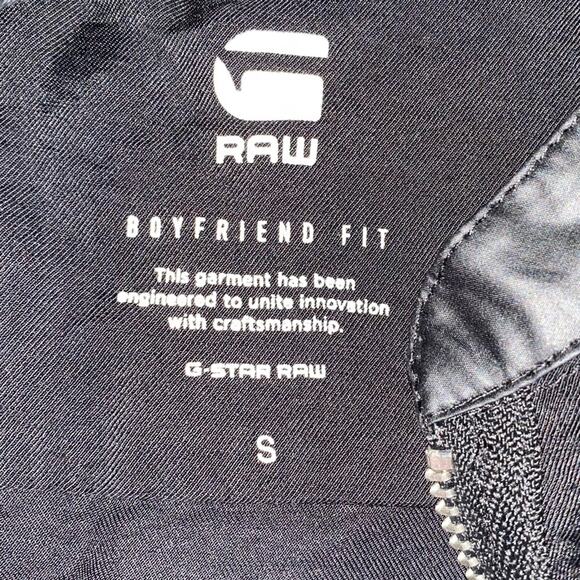 G
RAW
BOYFRIEND FIT
This garment has been
engineered to unite innovation
with craftsmanship.
G-STAR RAW
S